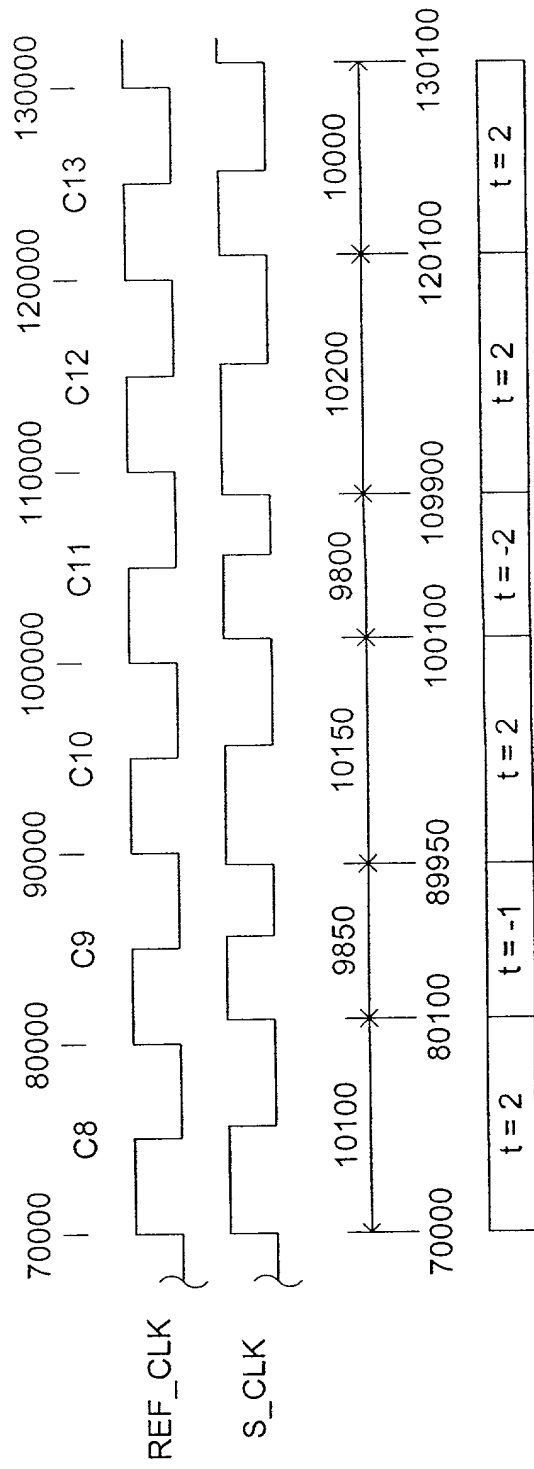 70000 80000 90000 100000 110000 120000 130000
C8 C9 C10 C11 C12 C13
REF_CLK
S_CLK
10100 9850 10150 9800 10200 10000
70000 80100 89950 100100 109900 120100 130100
t = 2 t = -1 t = 2 t = -2 t = 2 t = 2